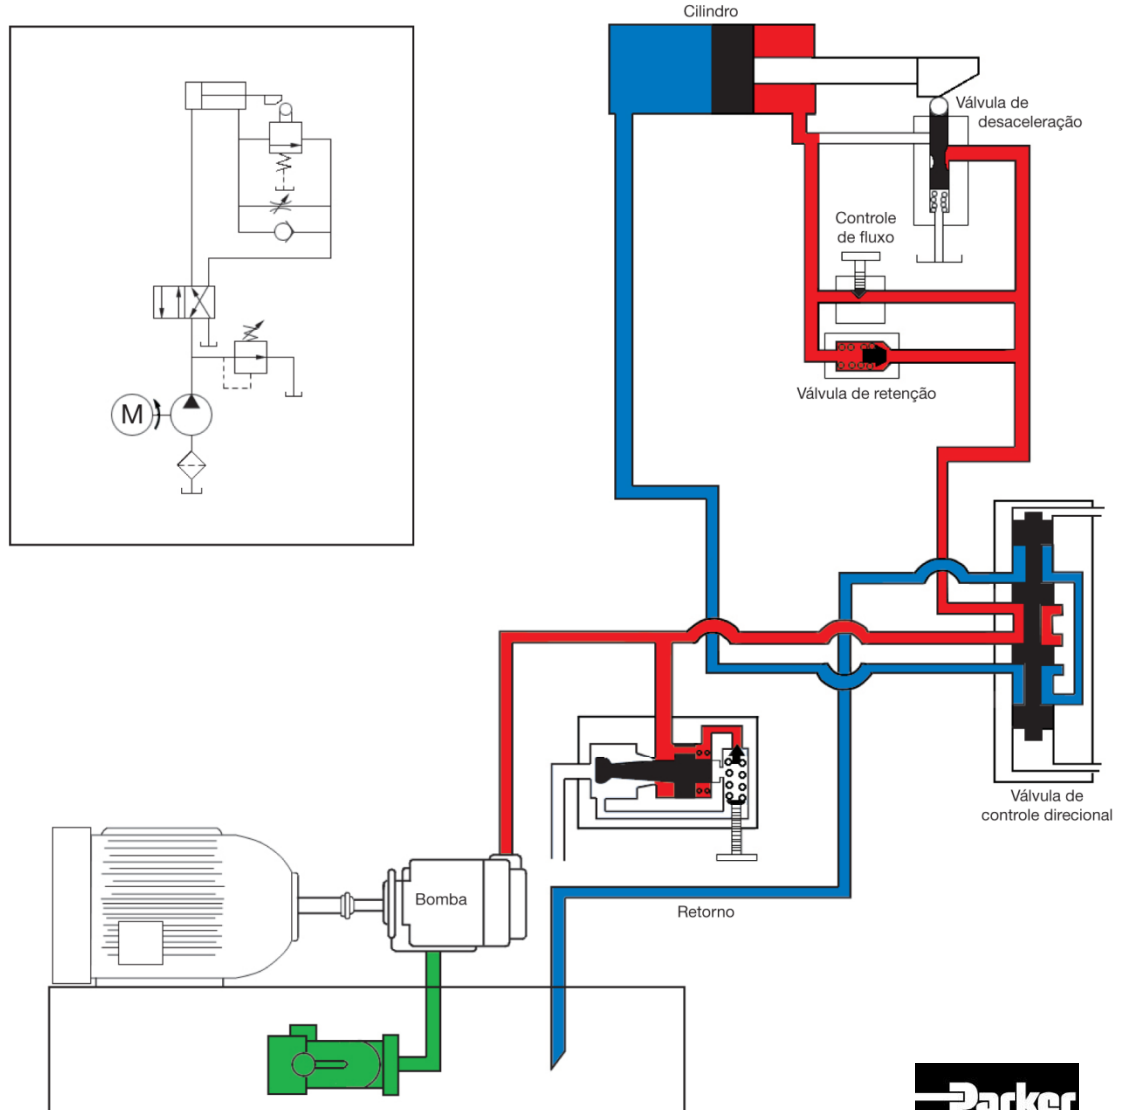 Cilindro
Válvula de
desaceleração
Controle
de fluxo
Válvula de retenção
M
Válvula de
controle direcional
Bomba
Retorno
Parker